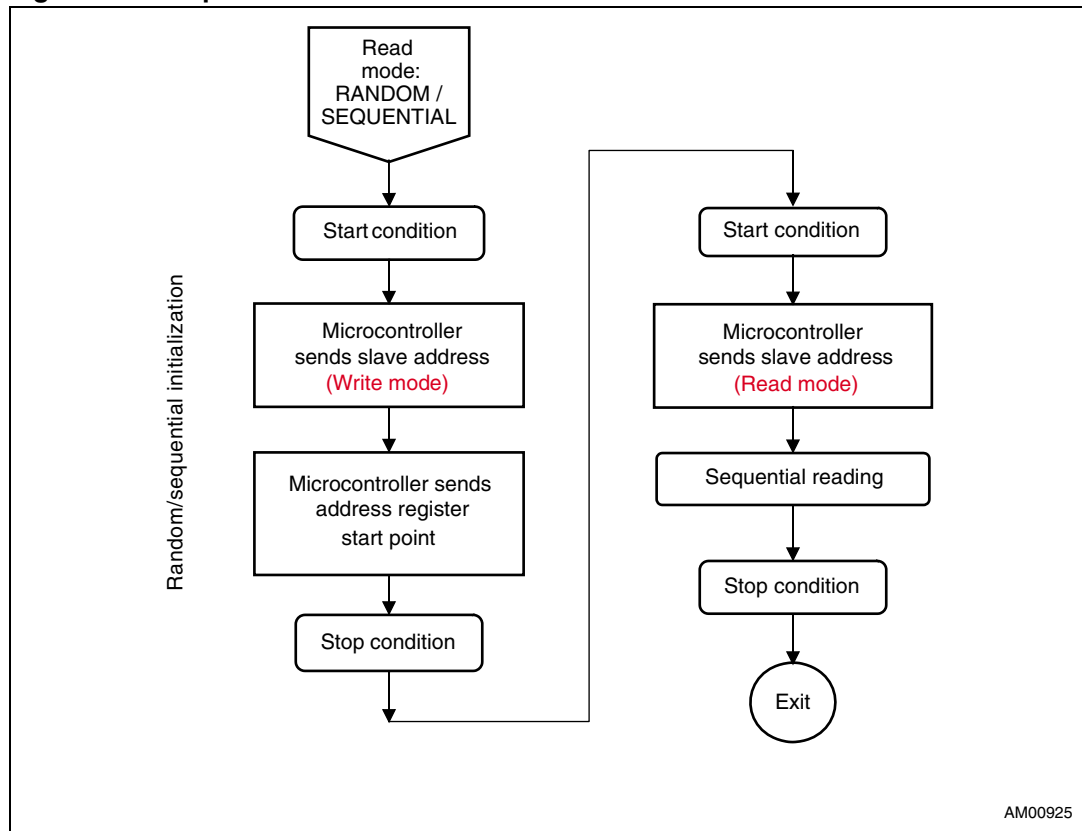 Read
mode:
RANDOM /
SEQUENTIAL
Start condition
Microcontroller
sends slave address
(Write mode)
Microcontroller sends
address register
start point
Stop condition
Random/sequential initialization
Start condition
Microcontroller
sends slave address
(Read mode)
Sequential reading
Stop condition
Exit
AM00925